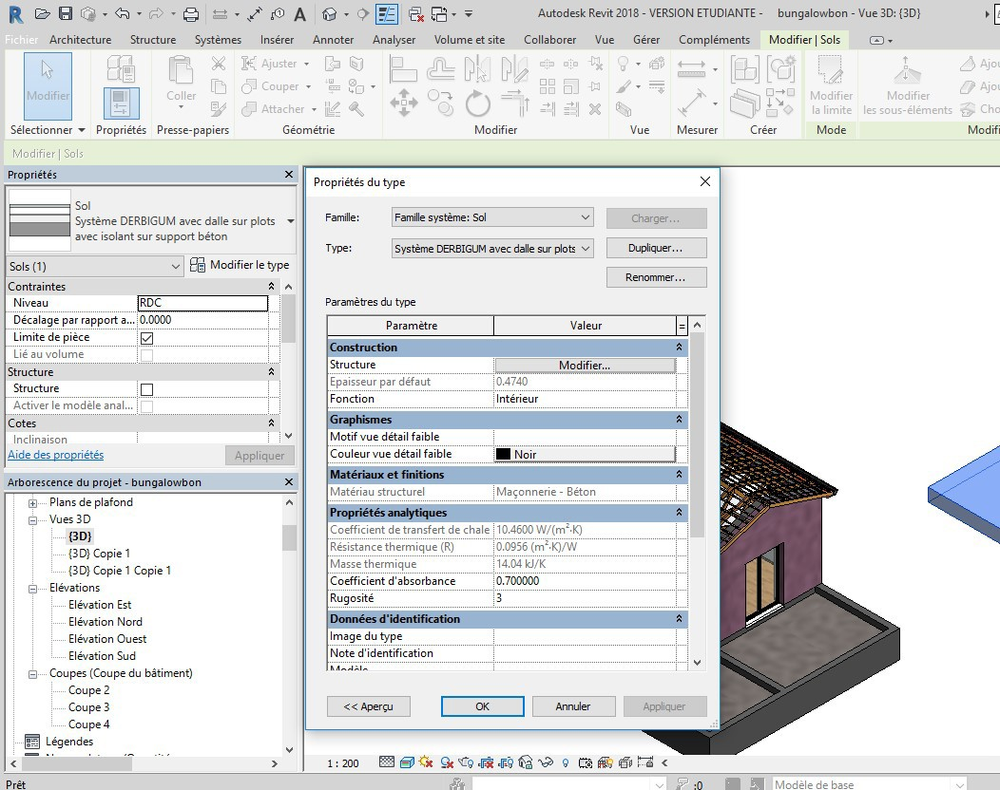 Autodesk Revit 2018 - VERSION ETUDIANTE - bungalowbon - Vue 3D: {3D}
Fichier Architecture Structure Systèmes Insérer Annoter Analyser Volume et site Collaborer Vue Gérer Compléments Modifier | Sols
Modifier
Coller
Ajuster
Couper
Attacher
Modifier la limite
Modifier les sous-éléments
Ajou
Ajou
Cho
Sélectionner Propriétés Presse-papiers Géométrie Modifier Vue Mesurer Créer Mode Modifi
Modifier | Sols
Propriétés
Sol
Système DERBIGUM avec dalle sur plots
avec isolant sur support béton
Sols (1) Modifier le type
Contraintes
Niveau RDC
Décalage par rapport a... 0.0000
Limite de pièce
Lié au volume
Structure
Structure
Activer le modèle anal...
Cotes
Inclinaison
Aide des propriétés Appliquer
Arborescence du projet - bungalowbon
Plans de plafond
Vues 3D
{3D}
{3D} Copie 1
{3D} Copie 1 Copie 1
Elévations
Elévation Est
Elévation Nord
Elévation Ouest
Elévation Sud
Coupes (Coupe du bâtiment)
Coupe 2
Coupe 3
Coupe 4
Légendes
Propriétés du type
Famille: Famille système: Sol Charger...
Type: Système DERBIGUM avec dalle sur plots Dupliquer...
Renommer...
Paramètres du type
Paramètre Valeur =
Construction
Structure Modifier...
Epaisseur par défaut 0.4740
Fonction Intérieur
Graphismes
Motif vue détail faible
Couleur vue détail faible Noir
Matériaux et finitions
Matériau structurel Maçonnerie - Béton
Propriétés analytiques
Coefficient de transfert de chale 10.4600 W/(m²·K)
Résistance thermique (R) 0.0956 (m²·K)/W
Masse thermique 14.04 kJ/K
Coefficient d'absorbance 0.700000
Rugosité 3
Données d'identification
Image du type
Note d'identification
Modèle
<< Aperçu OK Annuler Appliquer
1 : 200
Prêt :0 Modèle de base